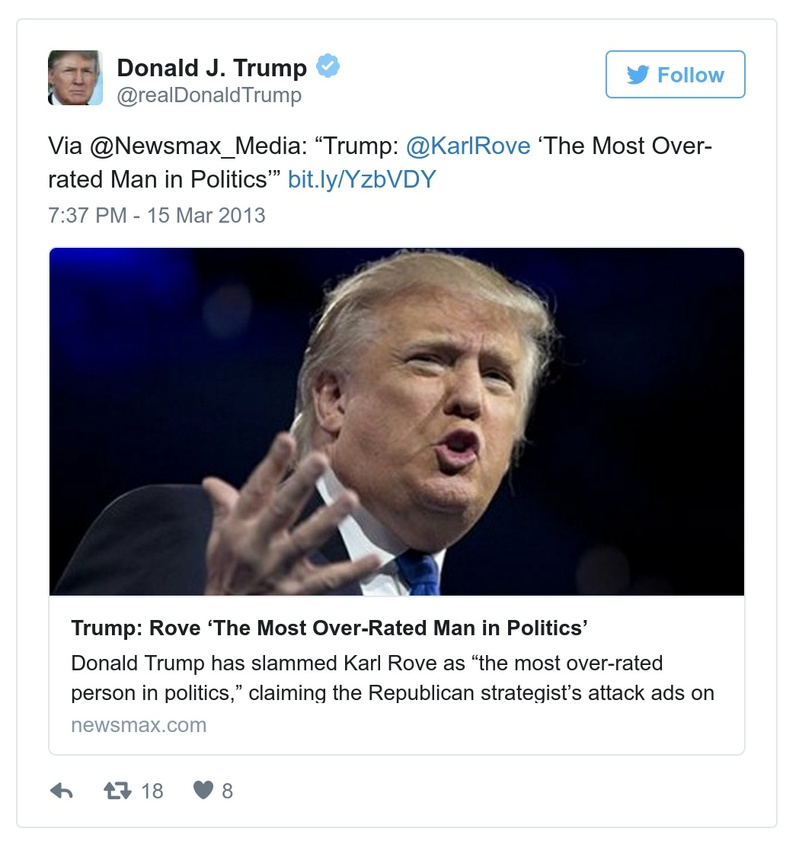 Donald J. Trump
@realDonaldTrump
Follow
Via @Newsmax_Media: “Trump: @KarlRove ‘The Most Over-
rated Man in Politics’” bit.ly/YzbVDY
7:37 PM - 15 Mar 2013
Trump: Rove ‘The Most Over-Rated Man in Politics’
Donald Trump has slammed Karl Rove as “the most over-rated
person in politics,” claiming the Republican strategist’s attack ads on
newsmax.com
18
8